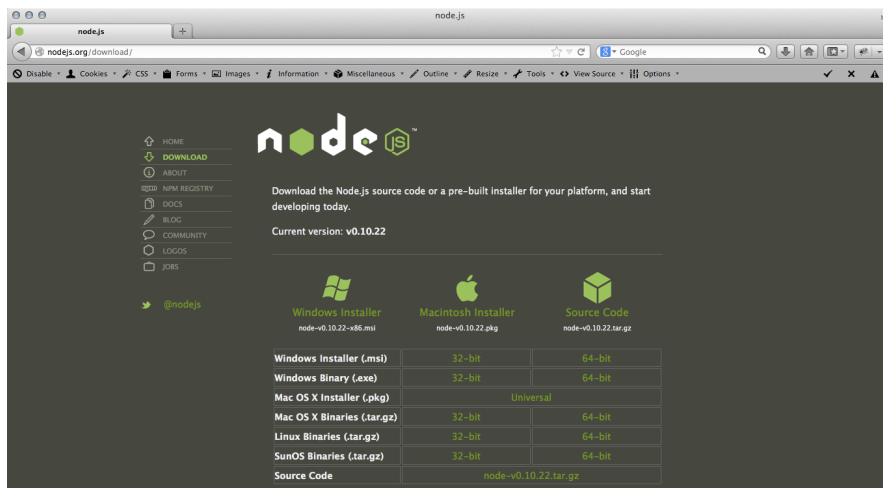 node.js
node.js
nodejs.org/download/
Google
Disable Cookies CSS Forms Images Information Miscellaneous Outline Resize Tools View Source Options
node JS ™
HOME
DOWNLOAD
ABOUT
NPM REGISTRY
DOCS
BLOG
COMMUNITY
LOGOS
JOBS
@nodejs
Download the Node.js source code or a pre-built installer for your platform, and start
developing today.
Current version: v0.10.22
Windows Installer
node-v0.10.22-x86.msi
Macintosh Installer
node-v0.10.22.pkg
Source Code
node-v0.10.22.tar.gz
Windows Installer (.msi) 32-bit 64-bit
Windows Binary (.exe) 32-bit 64-bit
Mac OS X Installer (.pkg) Universal
Mac OS X Binaries (.tar.gz) 32-bit 64-bit
Linux Binaries (.tar.gz) 32-bit 64-bit
SunOS Binaries (.tar.gz) 32-bit 64-bit
Source Code node-v0.10.22.tar.gz